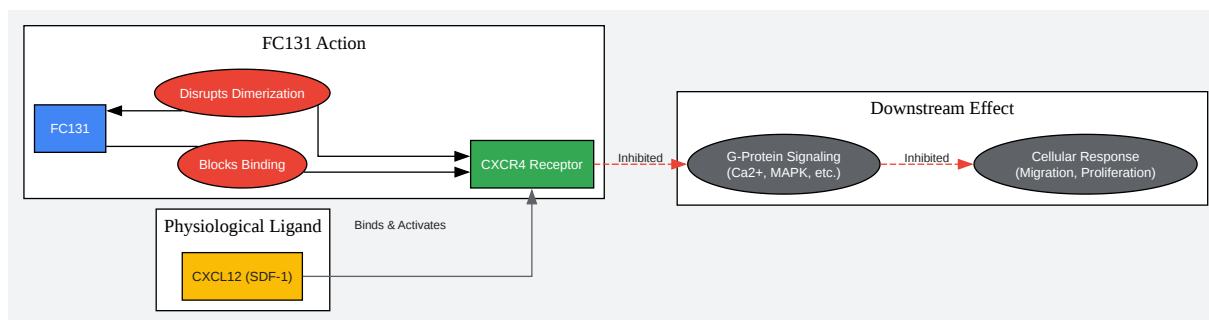 FC131 Action
Disrupts Dimerization
FC131
Blocks Binding
CXCR4 Receptor
Inhibited
Downstream Effect
G-Protein Signaling
(Ca2+, MAPK, etc.)
Inhibited
Cellular Response
(Migration, Proliferation)
Physiological Ligand
Binds & Activates
CXCL12 (SDF-1)